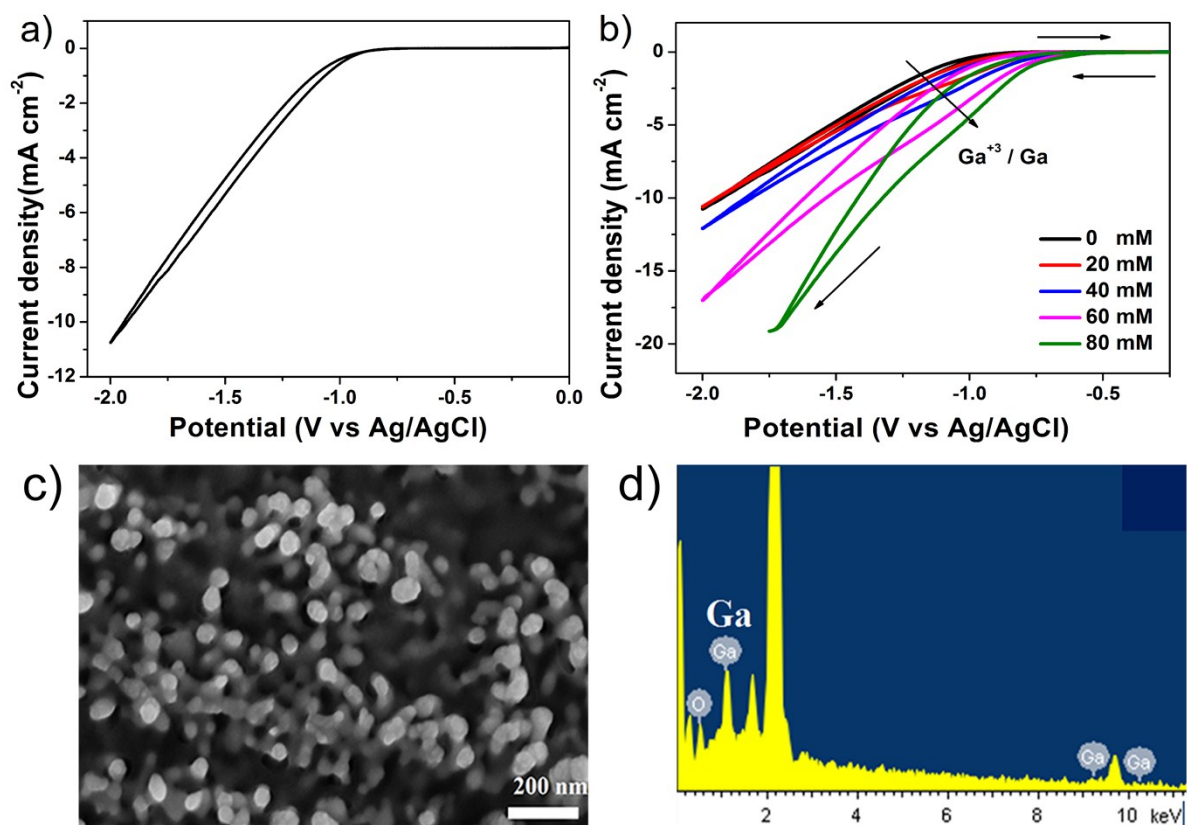 a)
Current density(mA cm-2)
0
-2
-4
-6
-8
-10
-12
-2.0 -1.5 -1.0 -0.5 0.0
Potential (V vs Ag/AgCl)
b)
Current density (mA cm-2)
0
-5
-10
-15
-20
Ga+3 / Ga
0 mM
20 mM
40 mM
60 mM
80 mM
-2.0 -1.5 -1.0 -0.5
Potential (V vs Ag/AgCl)
c)
200 nm
d)
Ga
Ga
O
Ga Ga
2 4 6 8 10 keV